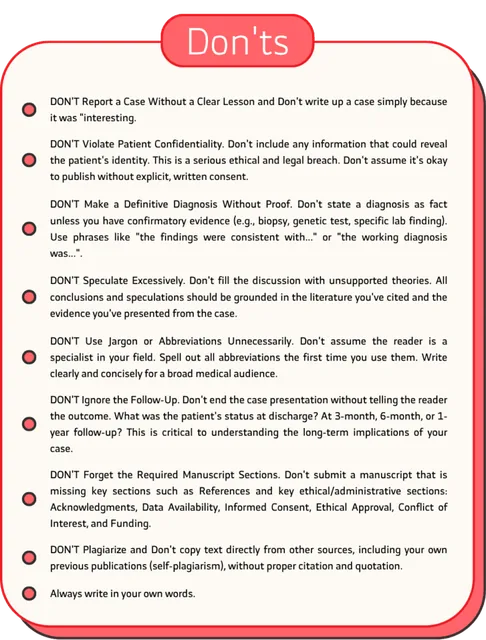 Don'ts
DON'T Report a Case Without a Clear Lesson and Don't write up a case simply because
it was "interesting.
DON'T Violate Patient Confidentiality. Don't include any information that could reveal
the patient's identity. This is a serious ethical and legal breach. Don't assume it's okay
to publish without explicit, written consent.
DON'T Make a Definitive Diagnosis Without Proof. Don't state a diagnosis as fact
unless you have confirmatory evidence (e.g., biopsy, genetic test, specific lab finding).
Use phrases like "the findings were consistent with..." or "the working diagnosis
was...".
DON'T Speculate Excessively. Don't fill the discussion with unsupported theories. All
conclusions and speculations should be grounded in the literature you've cited and the
evidence you've presented from the case.
DON'T Use Jargon or Abbreviations Unnecessarily. Don't assume the reader is a
specialist in your field. Spell out all abbreviations the first time you use them. Write
clearly and concisely for a broad medical audience.
DON'T Ignore the Follow-Up. Don't end the case presentation without telling the reader
the outcome. What was the patient's status at discharge? At 3-month, 6-month, or 1-
year follow-up? This is critical to understanding the long-term implications of your
case.
DON'T Forget the Required Manuscript Sections. Don't submit a manuscript that is
missing key sections such as References and key ethical/administrative sections:
Acknowledgments, Data Availability, Informed Consent, Ethical Approval, Conflict of
Interest, and Funding.
DON'T Plagiarize and Don't copy text directly from other sources, including your own
previous publications (self-plagiarism), without proper citation and quotation.
Always write in your own words.